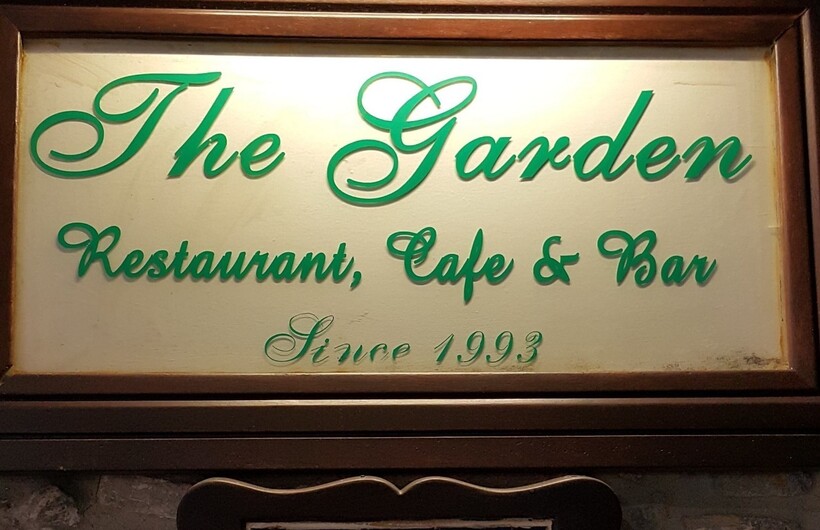 The Garden
Restaurant, Cafe & Bar
Since 1993